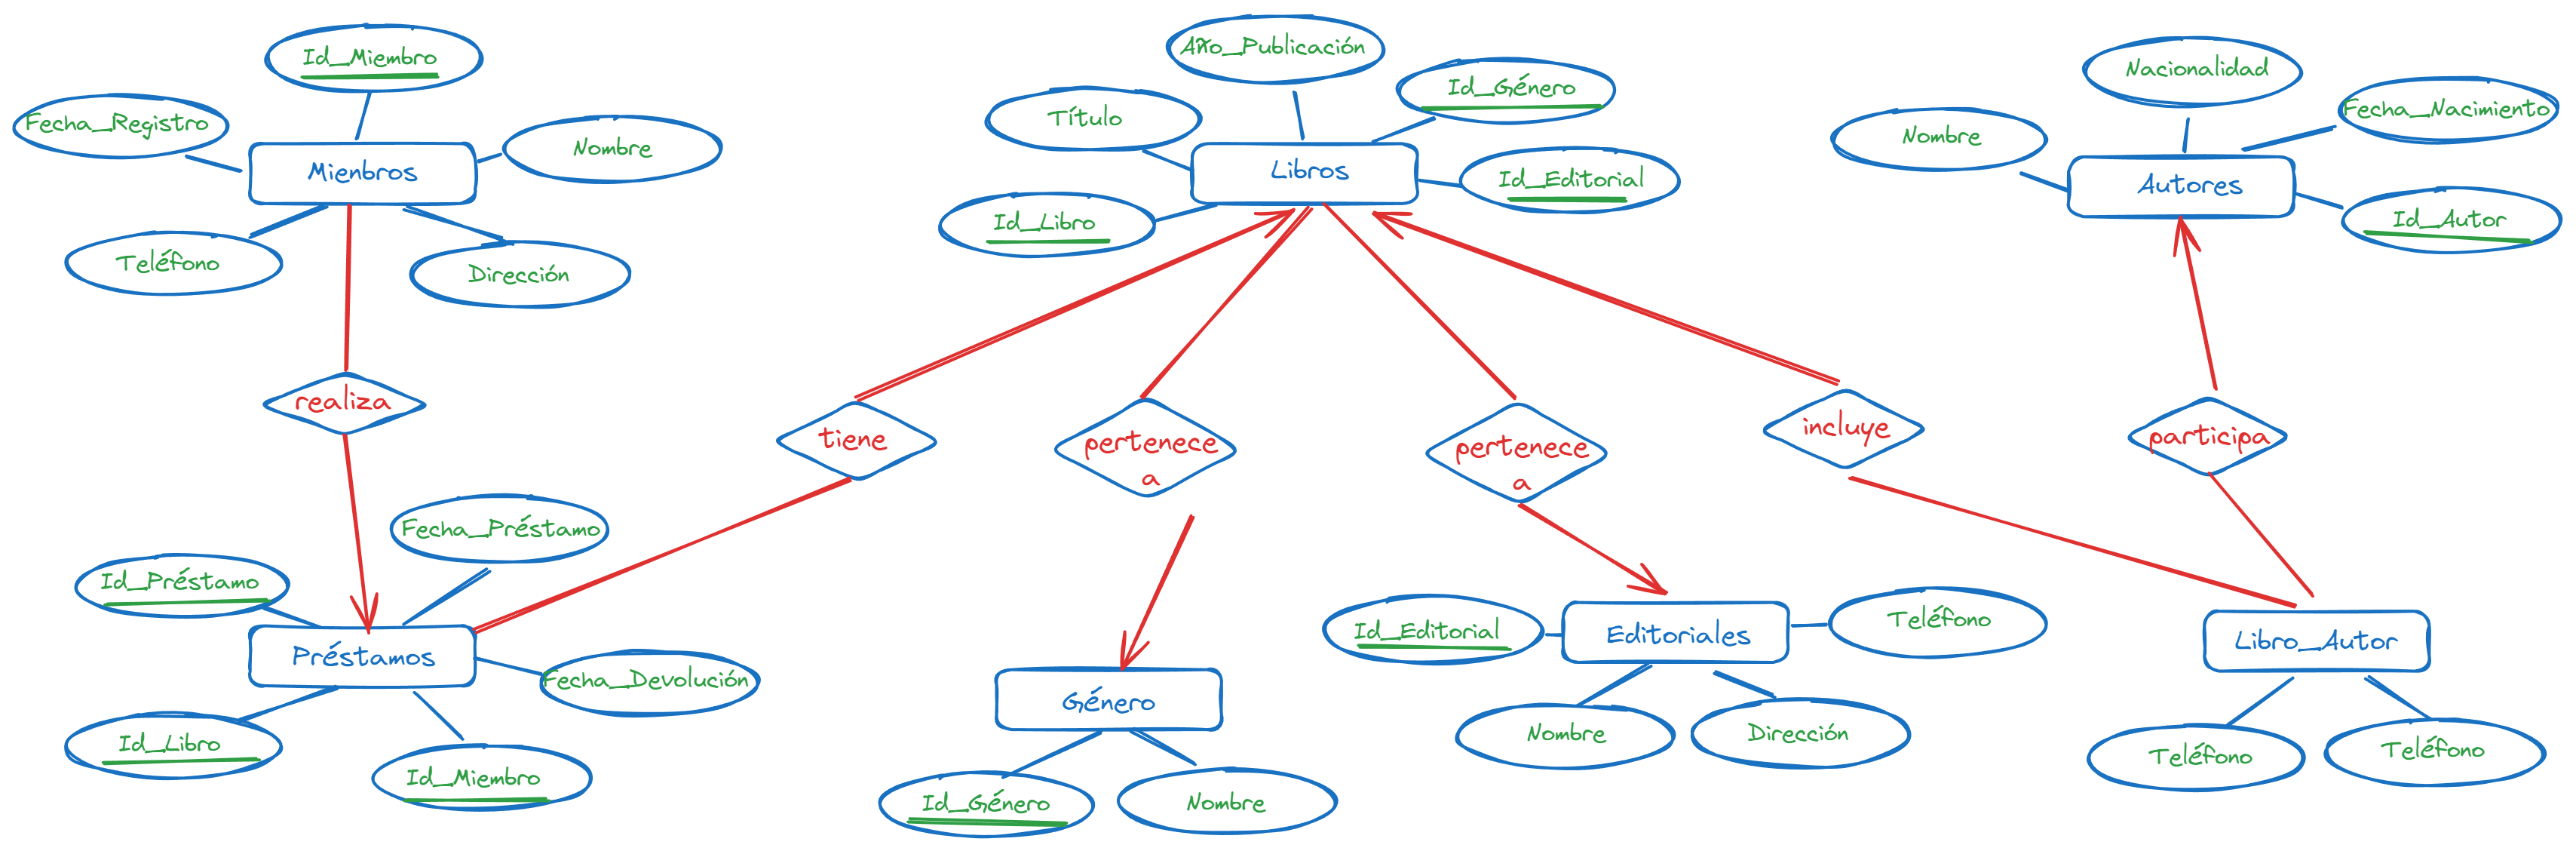 Id_Miembro
Fecha_Registro
Nombre
Mienbros
Teléfono
Dirección
realiza
Fecha_Préstamo
Id_Préstamo
Préstamos
Fecha_Devolución
Id_Libro
Id_Miembro
Año_Publicación
Id_Género
Título
Libros
Id_Editorial
Id_Libro
tiene
pertenece
a
pertenece
a
incluye
Género
Id_Género
Nombre
Id_Editorial
Editoriales
Teléfono
Nombre
Dirección
Nacionalidad
Fecha_Nacimiento
Nombre
Autores
Id_Autor
participa
Libro_Autor
Teléfono
Teléfono